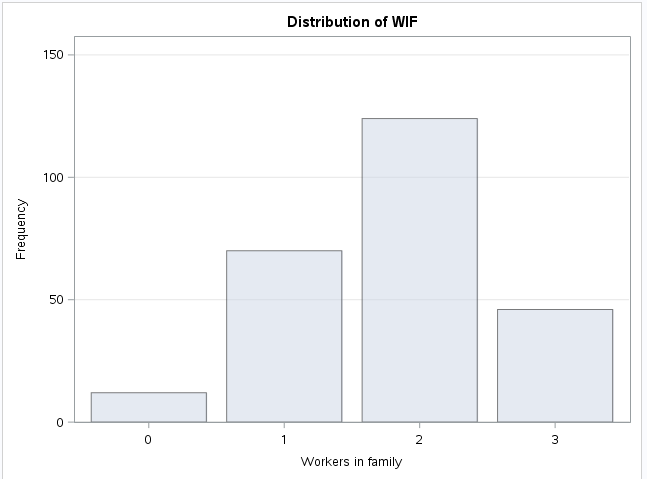 Distribution of WIF
150
100
50
0
Frequency
0 1 2 3
Workers in family